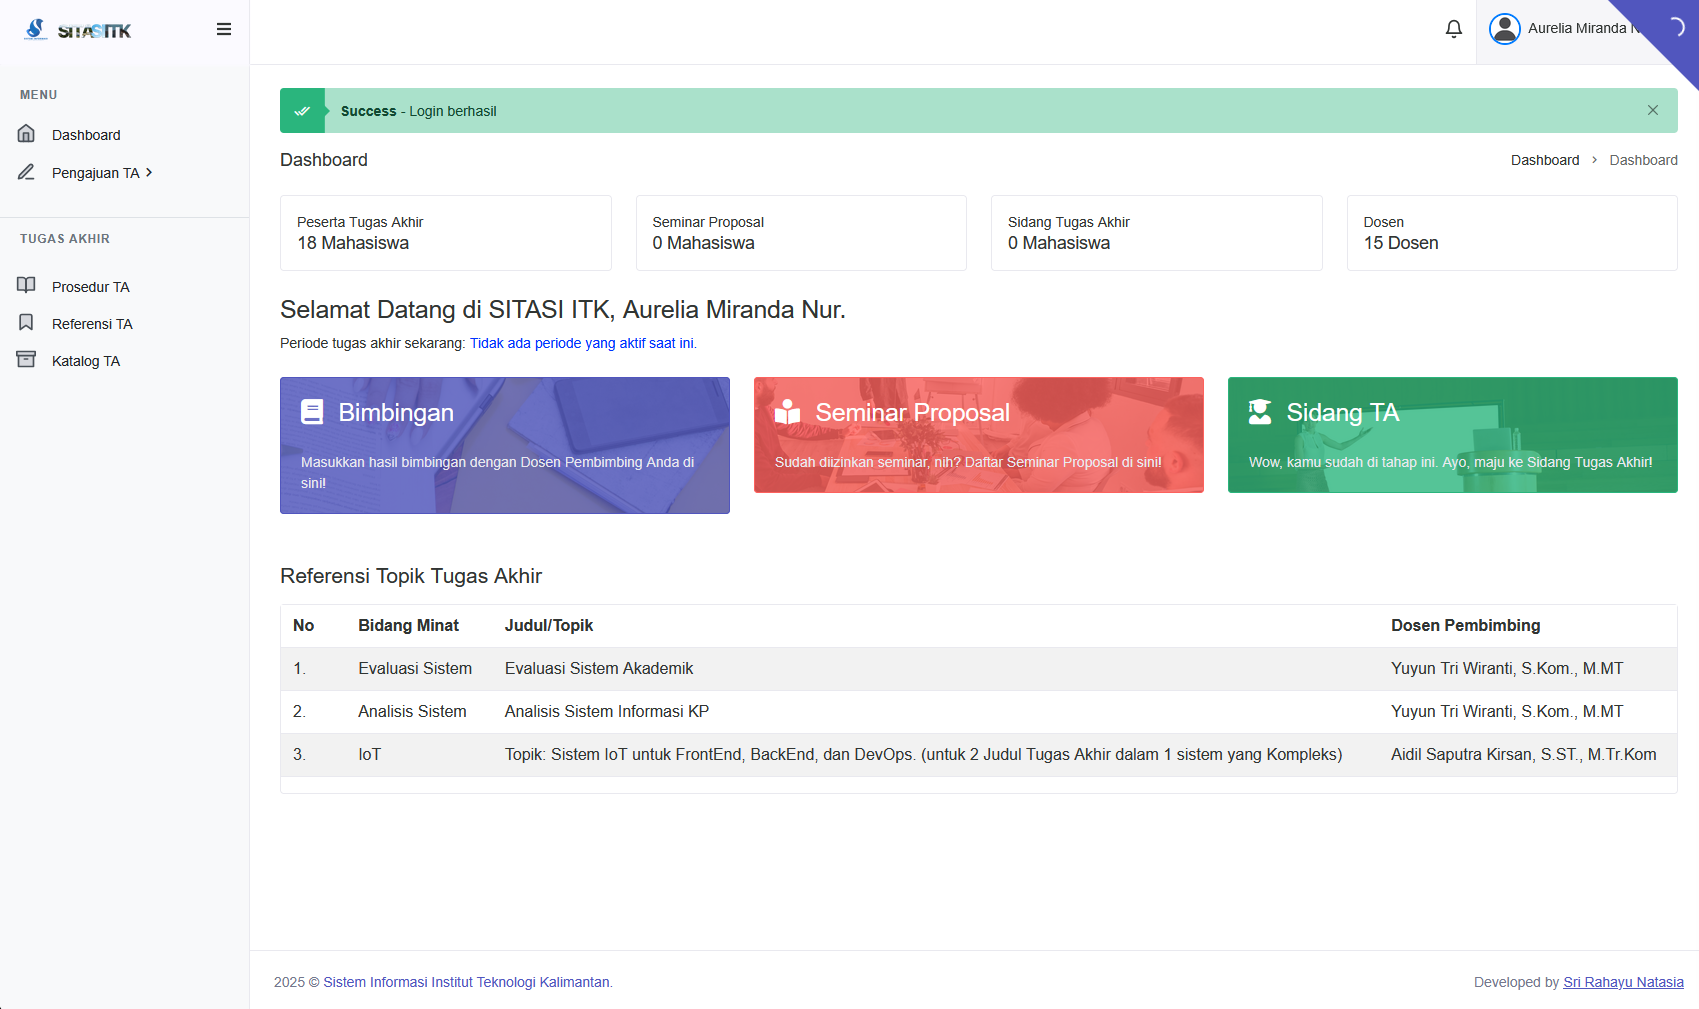 SITASIITK
MENU
Dashboard
Pengajuan TA
TUGAS AKHIR
Prosedur TA
Referensi TA
Katalog TA
Aurelia Miranda
Success - Login berhasil
Dashboard
Dashboard > Dashboard
Peserta Tugas Akhir
18 Mahasiswa
Seminar Proposal
0 Mahasiswa
Sidang Tugas Akhir
0 Mahasiswa
Dosen
15 Dosen
Selamat Datang di SITASI ITK, Aurelia Miranda Nur.
Periode tugas akhir sekarang: Tidak ada periode yang aktif saat ini.
Bimbingan
Masukkan hasil bimbingan dengan Dosen Pembimbing Anda di
sini!
Seminar Proposal
Sudah diizinkan seminar, nih? Daftar Seminar Proposal di sini!
Sidang TA
Wow, kamu sudah di tahap ini. Ayo, maju ke Sidang Tugas Akhir!
Referensi Topik Tugas Akhir
No Bidang Minat Judul/Topik Dosen Pembimbing
1. Evaluasi Sistem Evaluasi Sistem Akademik Yuyun Tri Wiranti, S.Kom., M.MT
2. Analisis Sistem Analisis Sistem Informasi KP Yuyun Tri Wiranti, S.Kom., M.MT
3. IoT Topik: Sistem IoT untuk FrontEnd, BackEnd, dan DevOps. (untuk 2 Judul Tugas Akhir dalam 1 sistem yang Kompleks) Aidil Saputra Kirsan, S.ST., M.Tr.Kom
2025 © Sistem Informasi Institut Teknologi Kalimantan.
Developed by Sri Rahayu Natasia